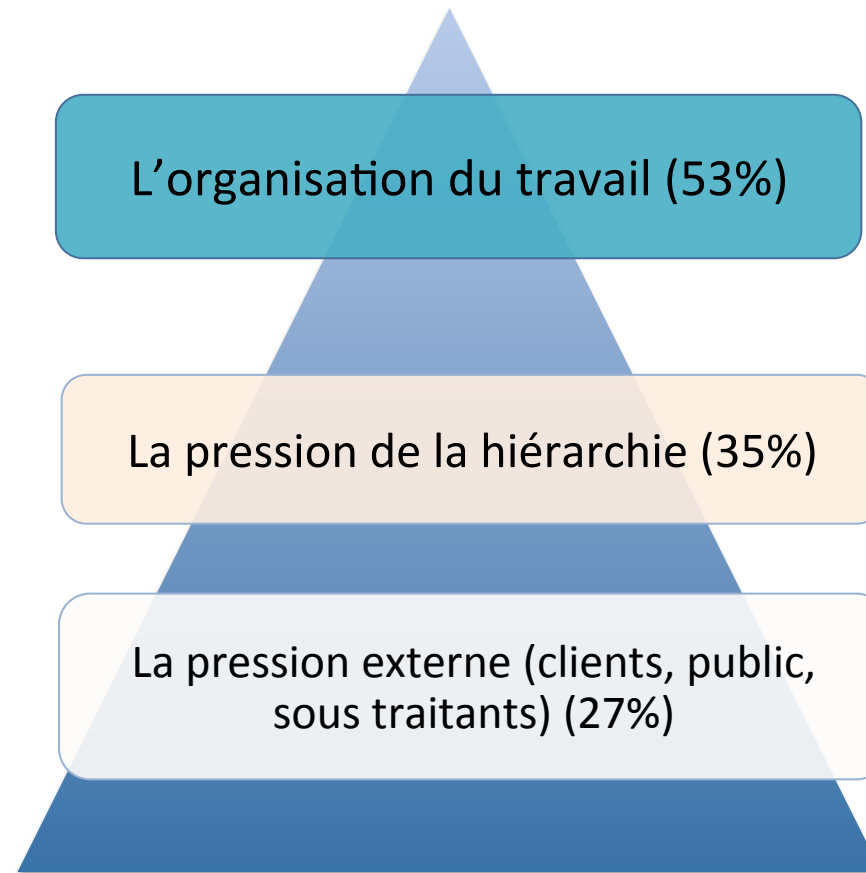 L’organisation du travail (53%)
La pression de la hiérarchie (35%)
La pression externe (clients, public,
sous traitants) (27%)